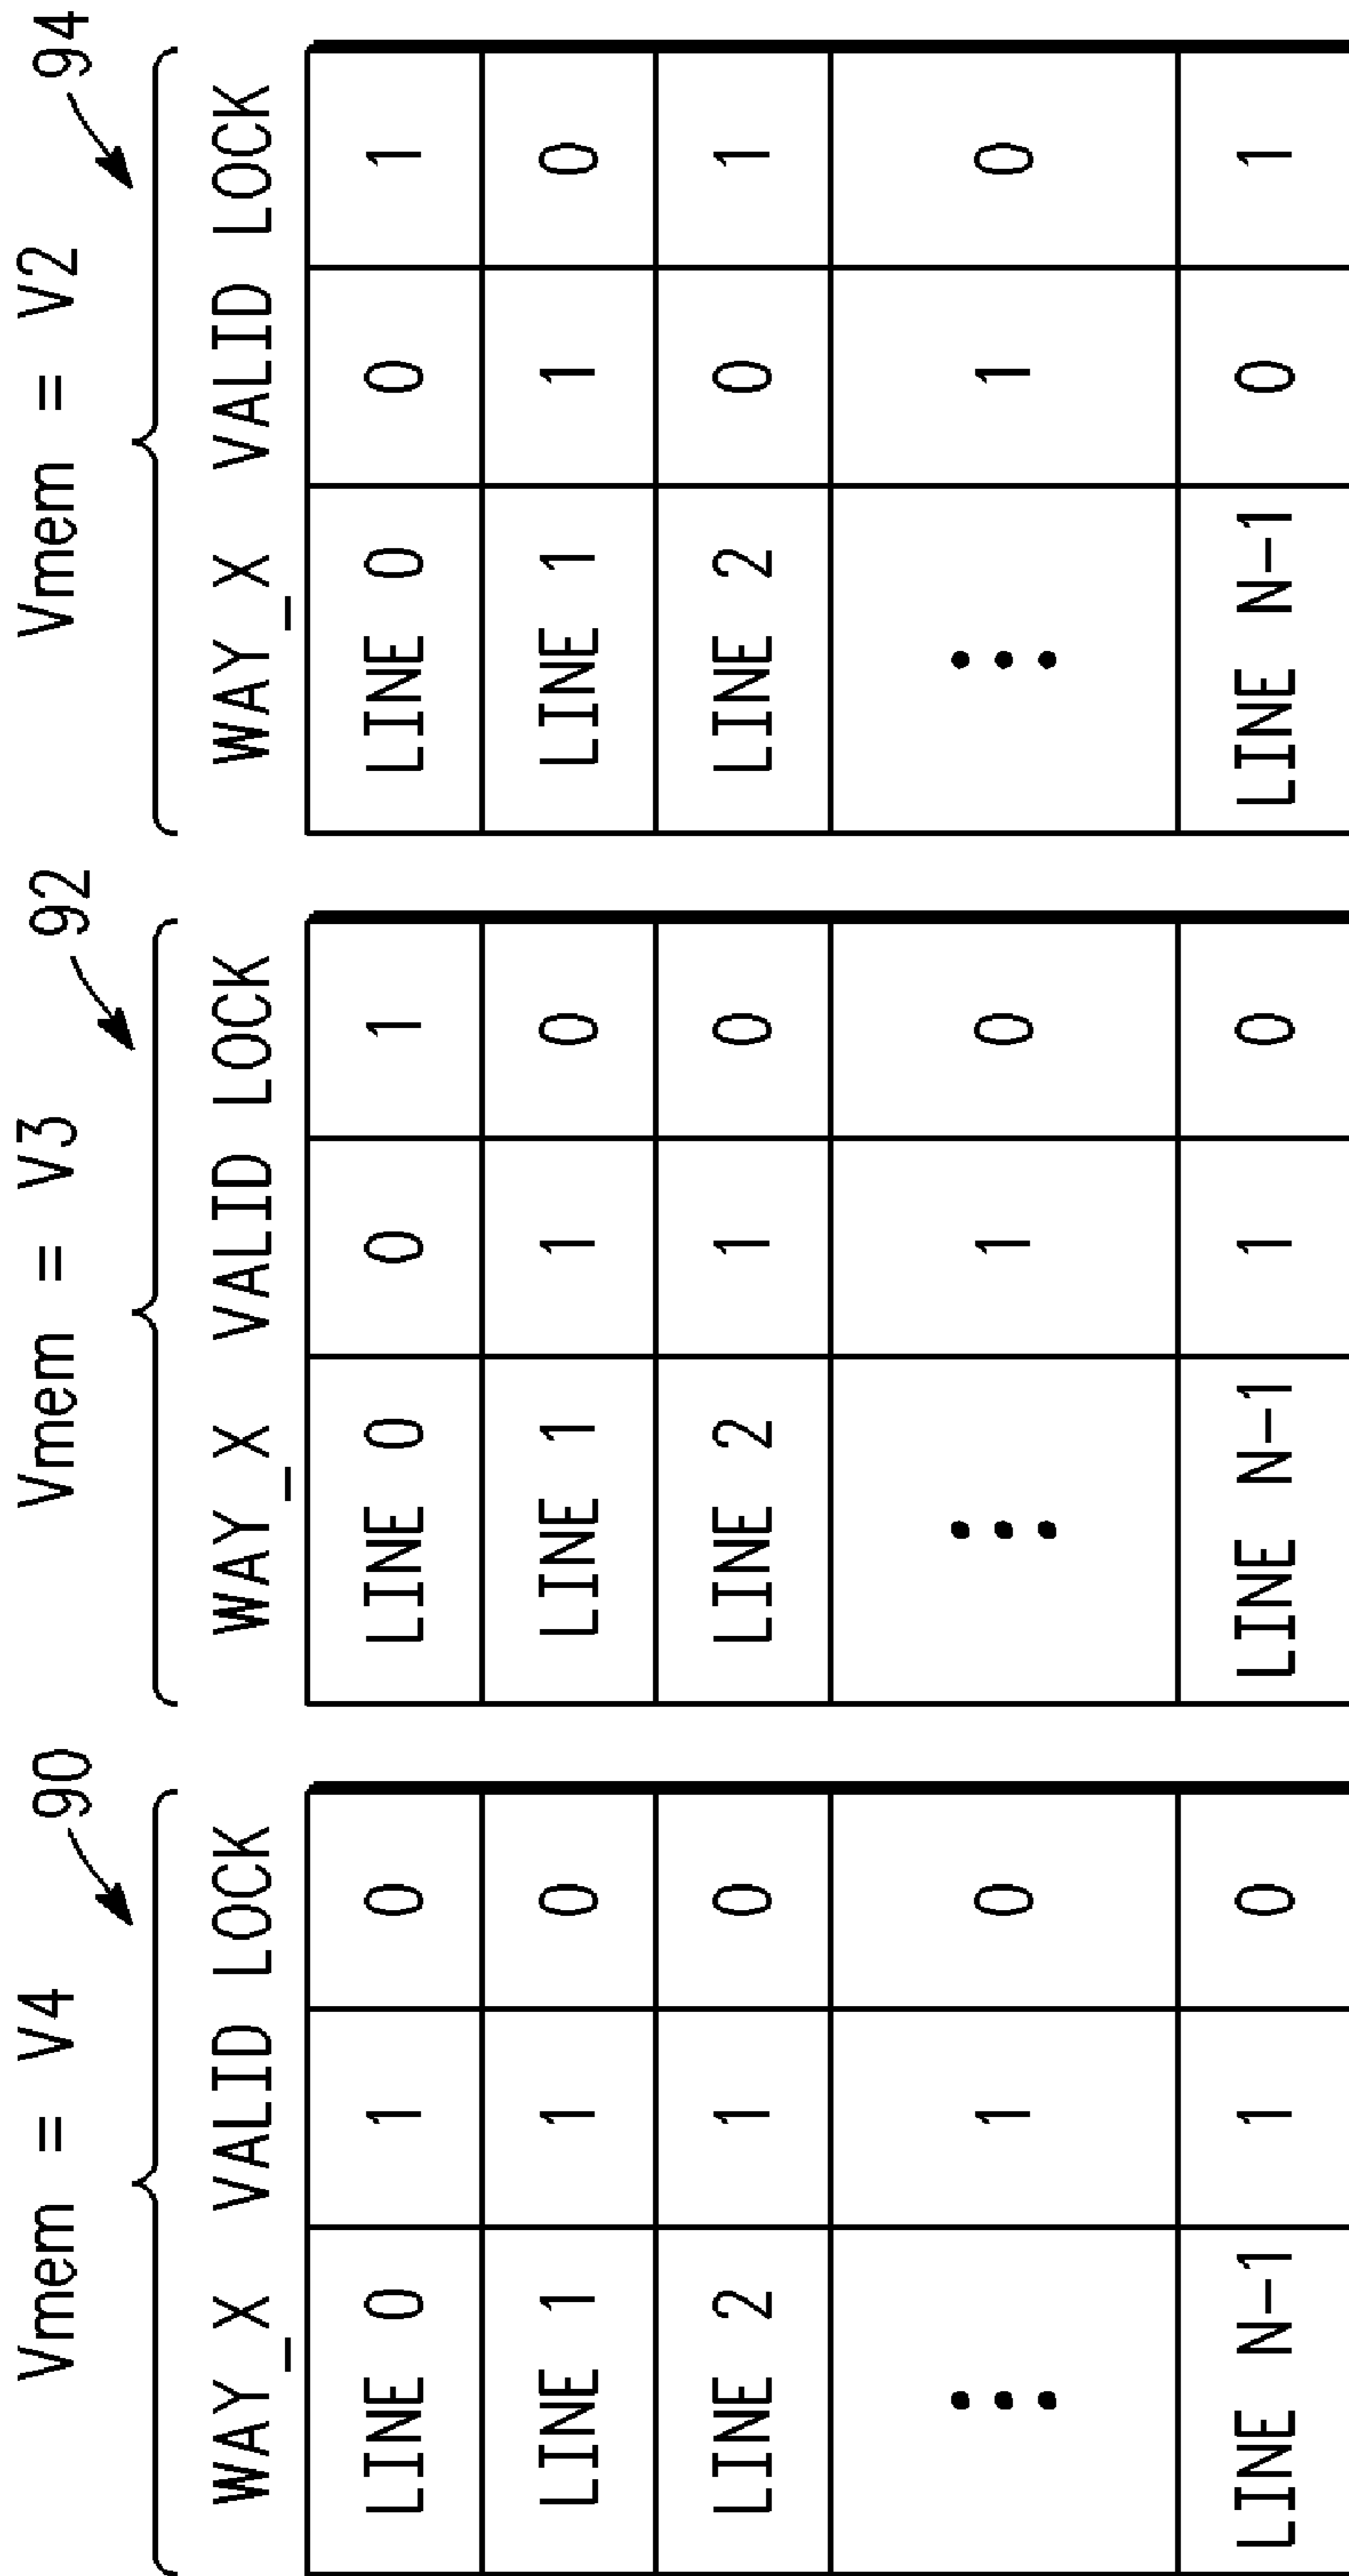 Vmem = V4 90
WAY_X VALID LOCK
LINE 0 1 0
LINE 1 1 0
LINE 2 1 0
⋮ 1 0
LINE N-1 1 0
Vmem = V3 92
WAY_X VALID LOCK
LINE 0 0 1
LINE 1 1 0
LINE 2 1 0
⋮ 1 0
LINE N-1 1 0
Vmem = V2 94
WAY_X VALID LOCK
LINE 0 0 1
LINE 1 1 0
LINE 2 0 1
⋮ 1 0
LINE N-1 0 1